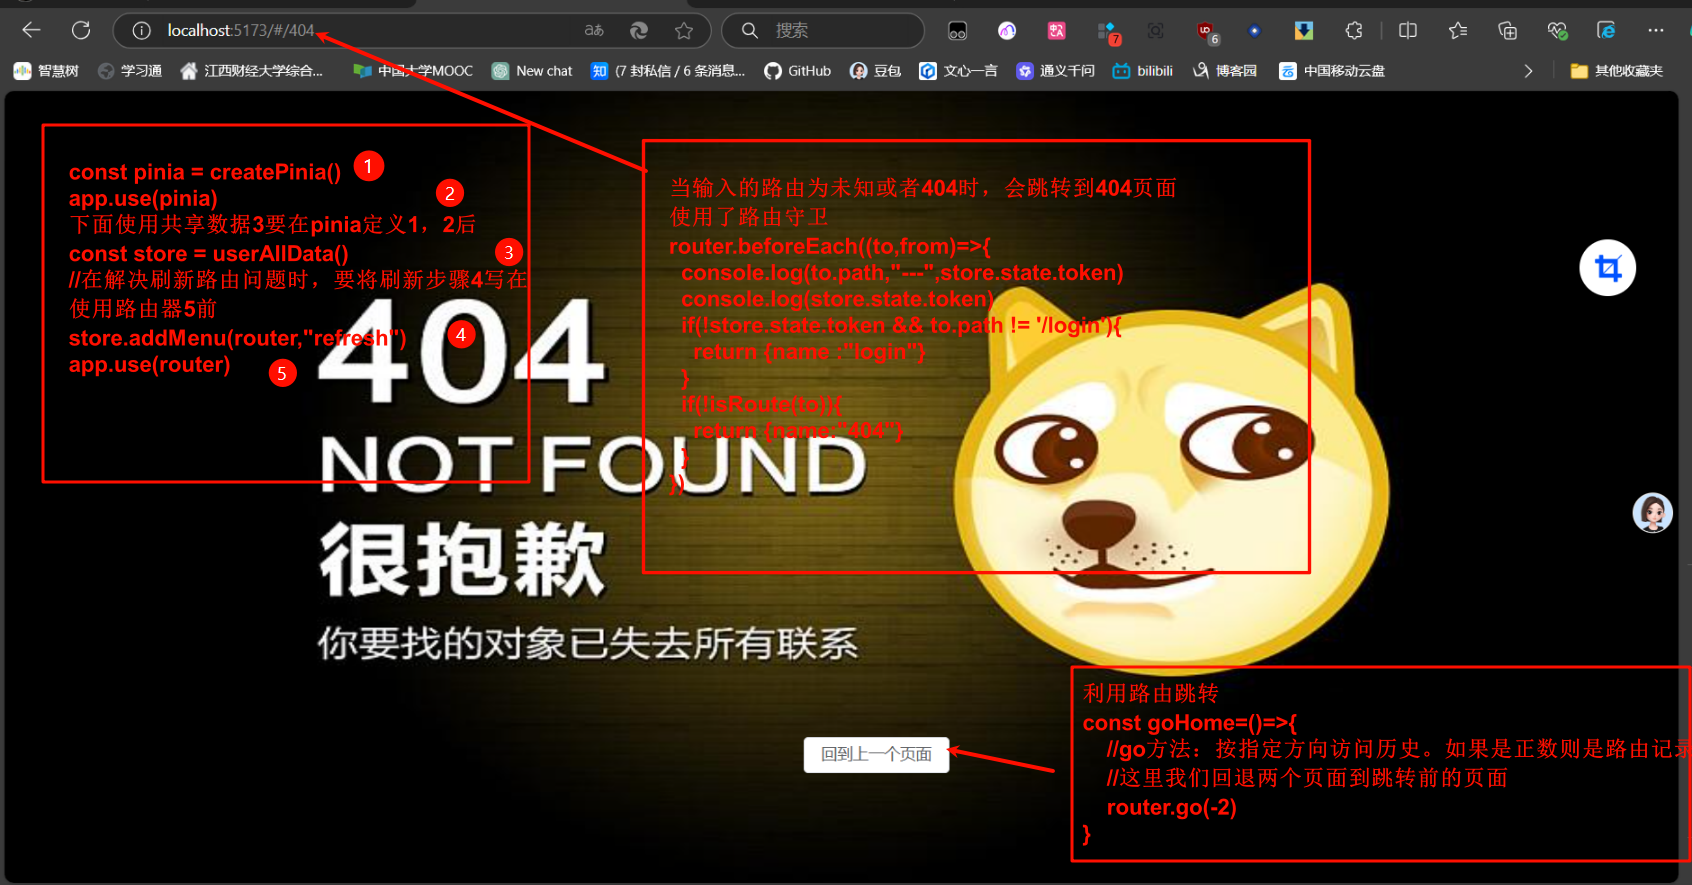 localhost:5173/#/404
aあ
搜索
7
6
智慧树
学习通
江西财经大学综合...
中国大学MOOC
New chat
知
(7 封私信 / 6 条消息...
GitHub
豆包
文心一言
通义千问
bilibili
博客园
中国移动云盘
其他收藏夹
const pinia = createPinia() 1
app.use(pinia) 2
下面使用共享数据3要在pinia定义1，2后
const store = userAllData() 3
//在解决刷新路由问题时，要将刷新步骤4写在
使用路由器5前
store.addMenu(router,"refresh") 4
app.use(router) 5
当输入的路由为未知或者404时，会跳转到404页面
使用了路由守卫
router.beforeEach((to,from)=>{
console.log(to.path,"---",store.state.token)
console.log(store.state.token)
if(!store.state.token && to.path != '/login'){
return {name :"login"}
}
if(!isRoute(to)){
return {name:"404"}
}
})
404
NOT FOUND
很抱歉
你要找的对象已失去所有联系
回到上一个页面
利用路由跳转
const goHome=()=>{
//go方法：按指定方向访问历史。如果是正数则是路由记录
//这里我们回退两个页面到跳转前的页面
router.go(-2)
}